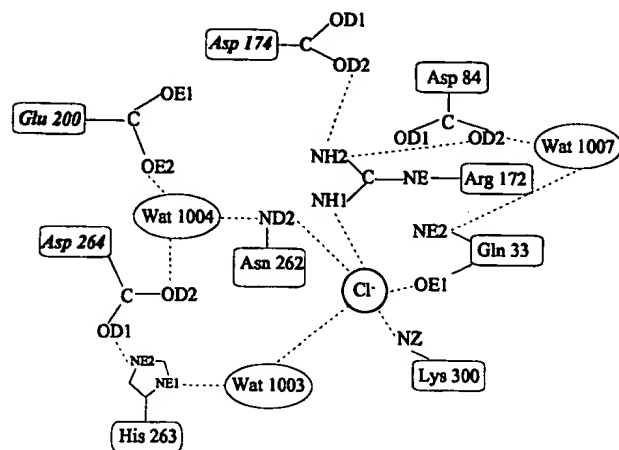 OD1
Asp 174
C
OD2
Asp 84
OE1
Glu 200
C
C
OD1
OD2
Wat 1007
NH2
OE2
C
NE
Arg 172
NH1
Wat 1004
ND2
NE2
Asp 264
Asn 262
Gln 33
Cl-
OE1
C
OD2
OD1
NZ
NE2
NE1
Wat 1003
Lys 300
His 263